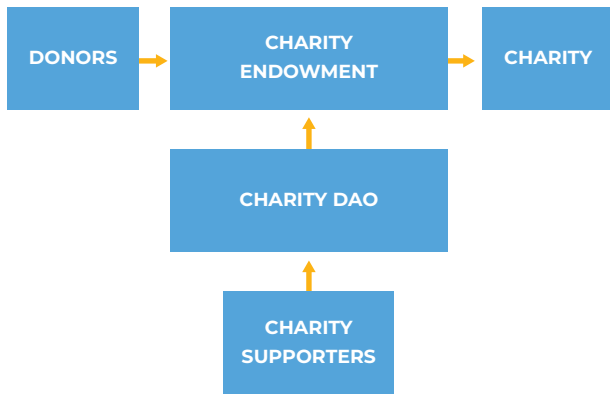 DONORS
CHARITY
ENDOWMENT
CHARITY
CHARITY DAO
CHARITY
SUPPORTERS